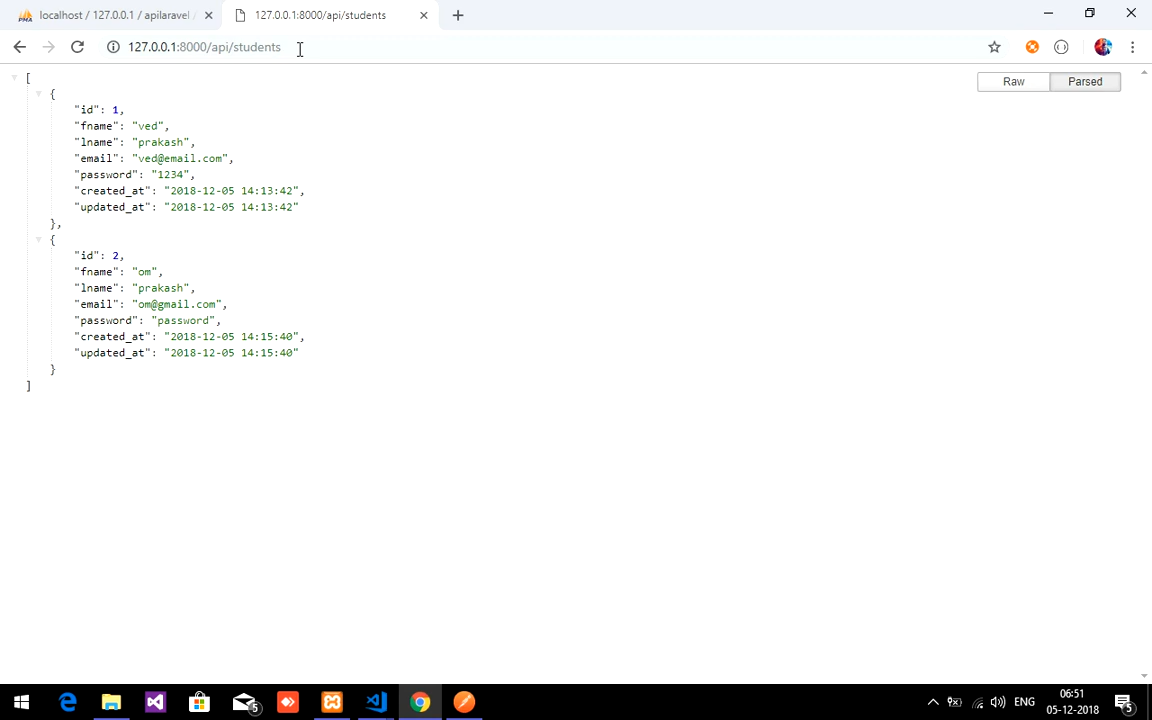 localhost / 127.0.0.1 / apilaravel
127.0.0.1:8000/api/students
127.0.0.1:8000/api/students
Raw
Parsed
[
{
"id": 1,
"fname": "ved",
"lname": "prakash",
"email": "ved@email.com",
"password": "1234",
"created_at": "2018-12-05 14:13:42",
"updated_at": "2018-12-05 14:13:42"
},
{
"id": 2,
"fname": "om",
"lname": "prakash",
"email": "om@gmail.com",
"password": "password",
"created_at": "2018-12-05 14:15:40",
"updated_at": "2018-12-05 14:15:40"
}
]
5
ENG
06:51
05-12-2018
5